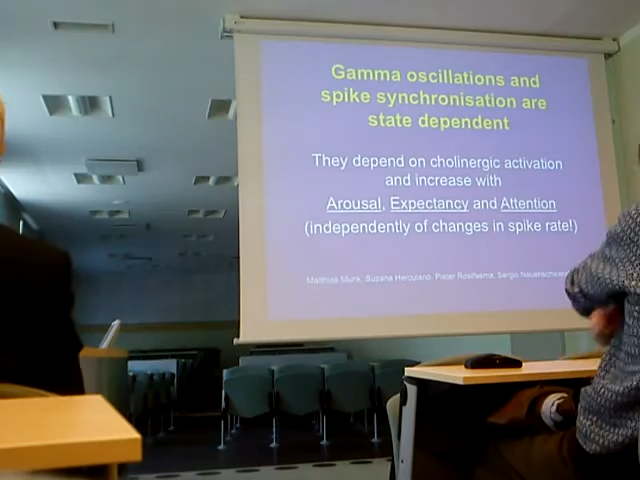 Gamma oscillations and
spike synchronisation are
state dependent
They depend on cholinergic activation
and increase with
Arousal, Expectancy and Attention
(independently of changes in spike rate!)
Matthias Munk, Suzana Herculano, Pieter Roelfsema, Sergio Neuenschwander